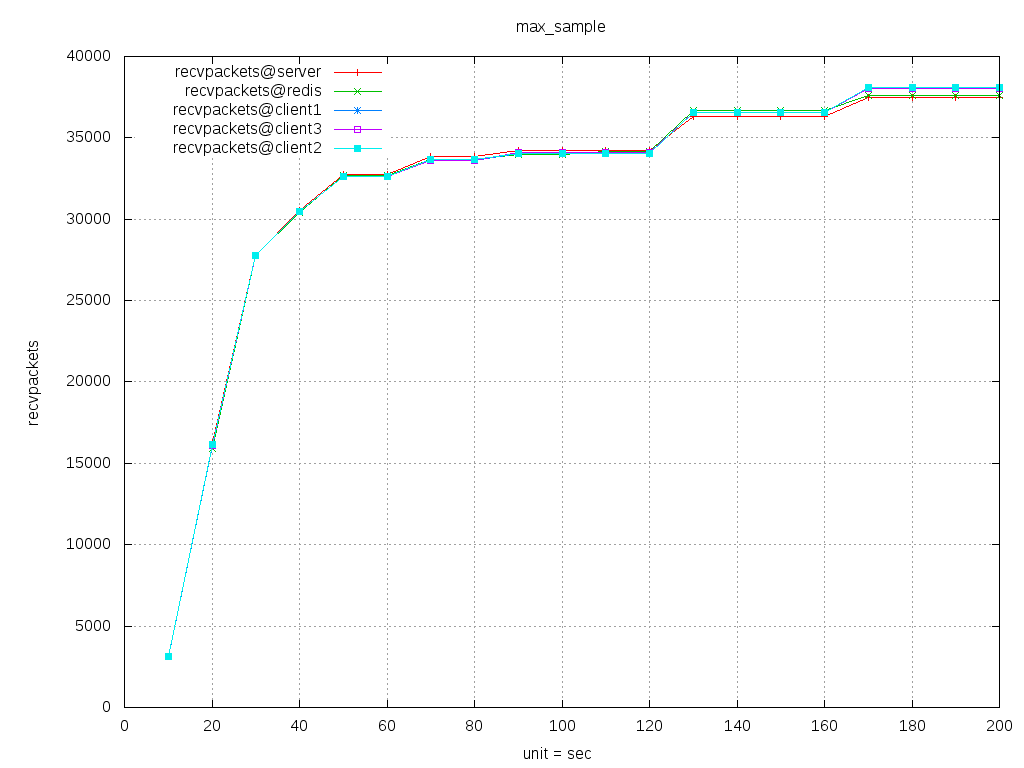 max_sample
40000
35000
30000
25000
20000
15000
10000
5000
0
recvpackets
recvpackets@server
recvpackets@redis
recvpackets@client1
recvpackets@client3
recvpackets@client2
0 20 40 60 80 100 120 140 160 180 200
unit = sec